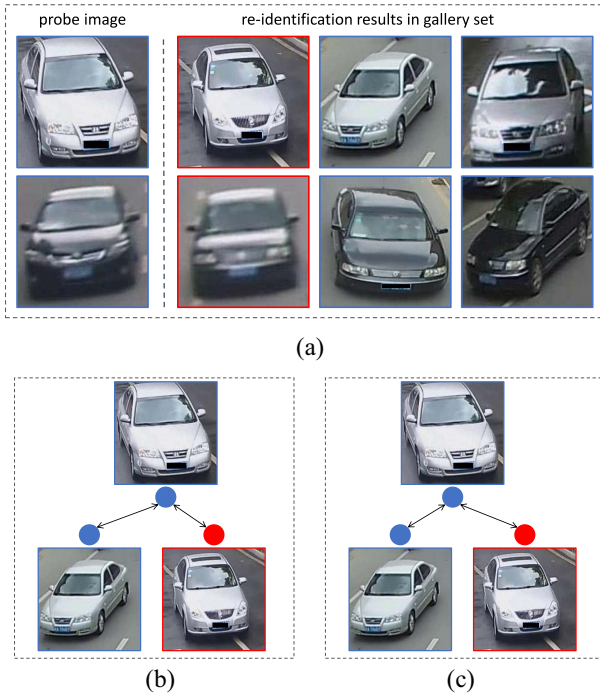 probe image
re-identification results in gallery set
(a)
(b)
(c)